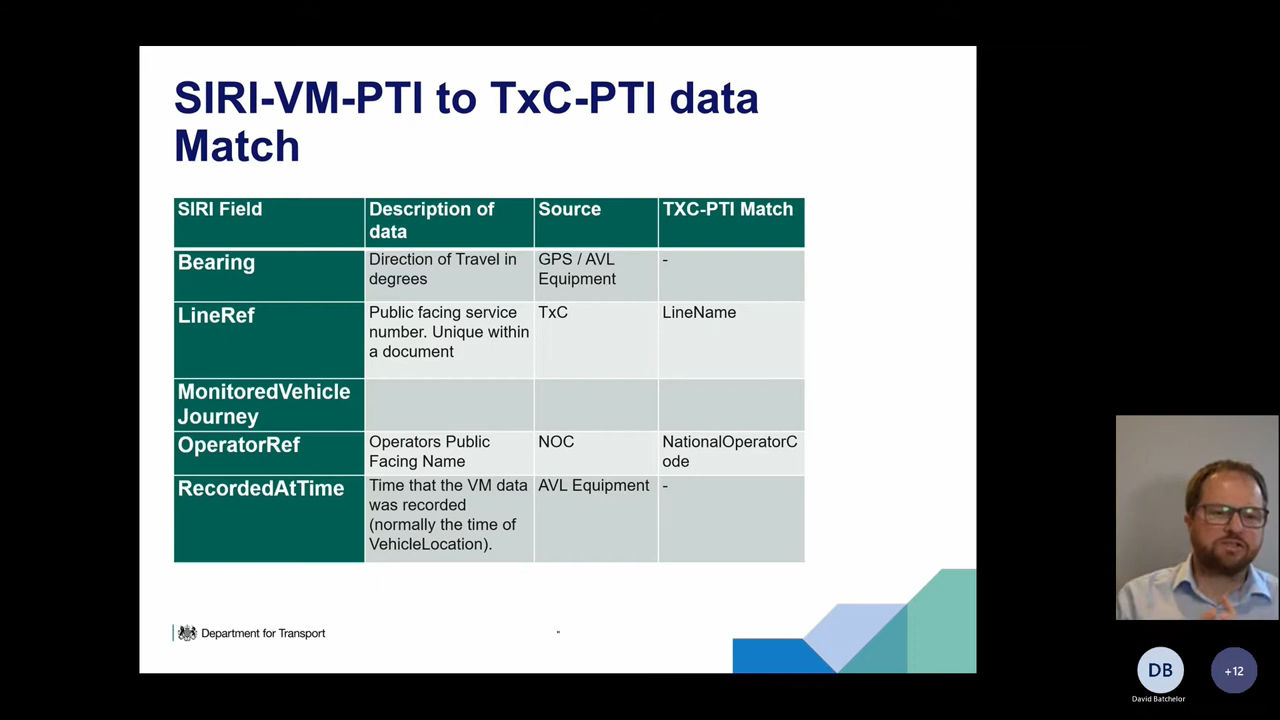 SIRI-VM-PTI to TxC-PTI data
Match
SIRI Field
Description of
data
Source
TXC-PTI Match
Bearing
Direction of Travel in
degrees
GPS / AVL
Equipment
-
LineRef
Public facing service
number. Unique within
a document
TxC
LineName
MonitoredVehicle
Journey
OperatorRef
Operators Public
Facing Name
NOC
NationalOperatorC
ode
RecordedAtTime
Time that the VM data
was recorded
(normally the time of
VehicleLocation).
AVL Equipment
-
Department for Transport
"
DB
David Batchelor
+12